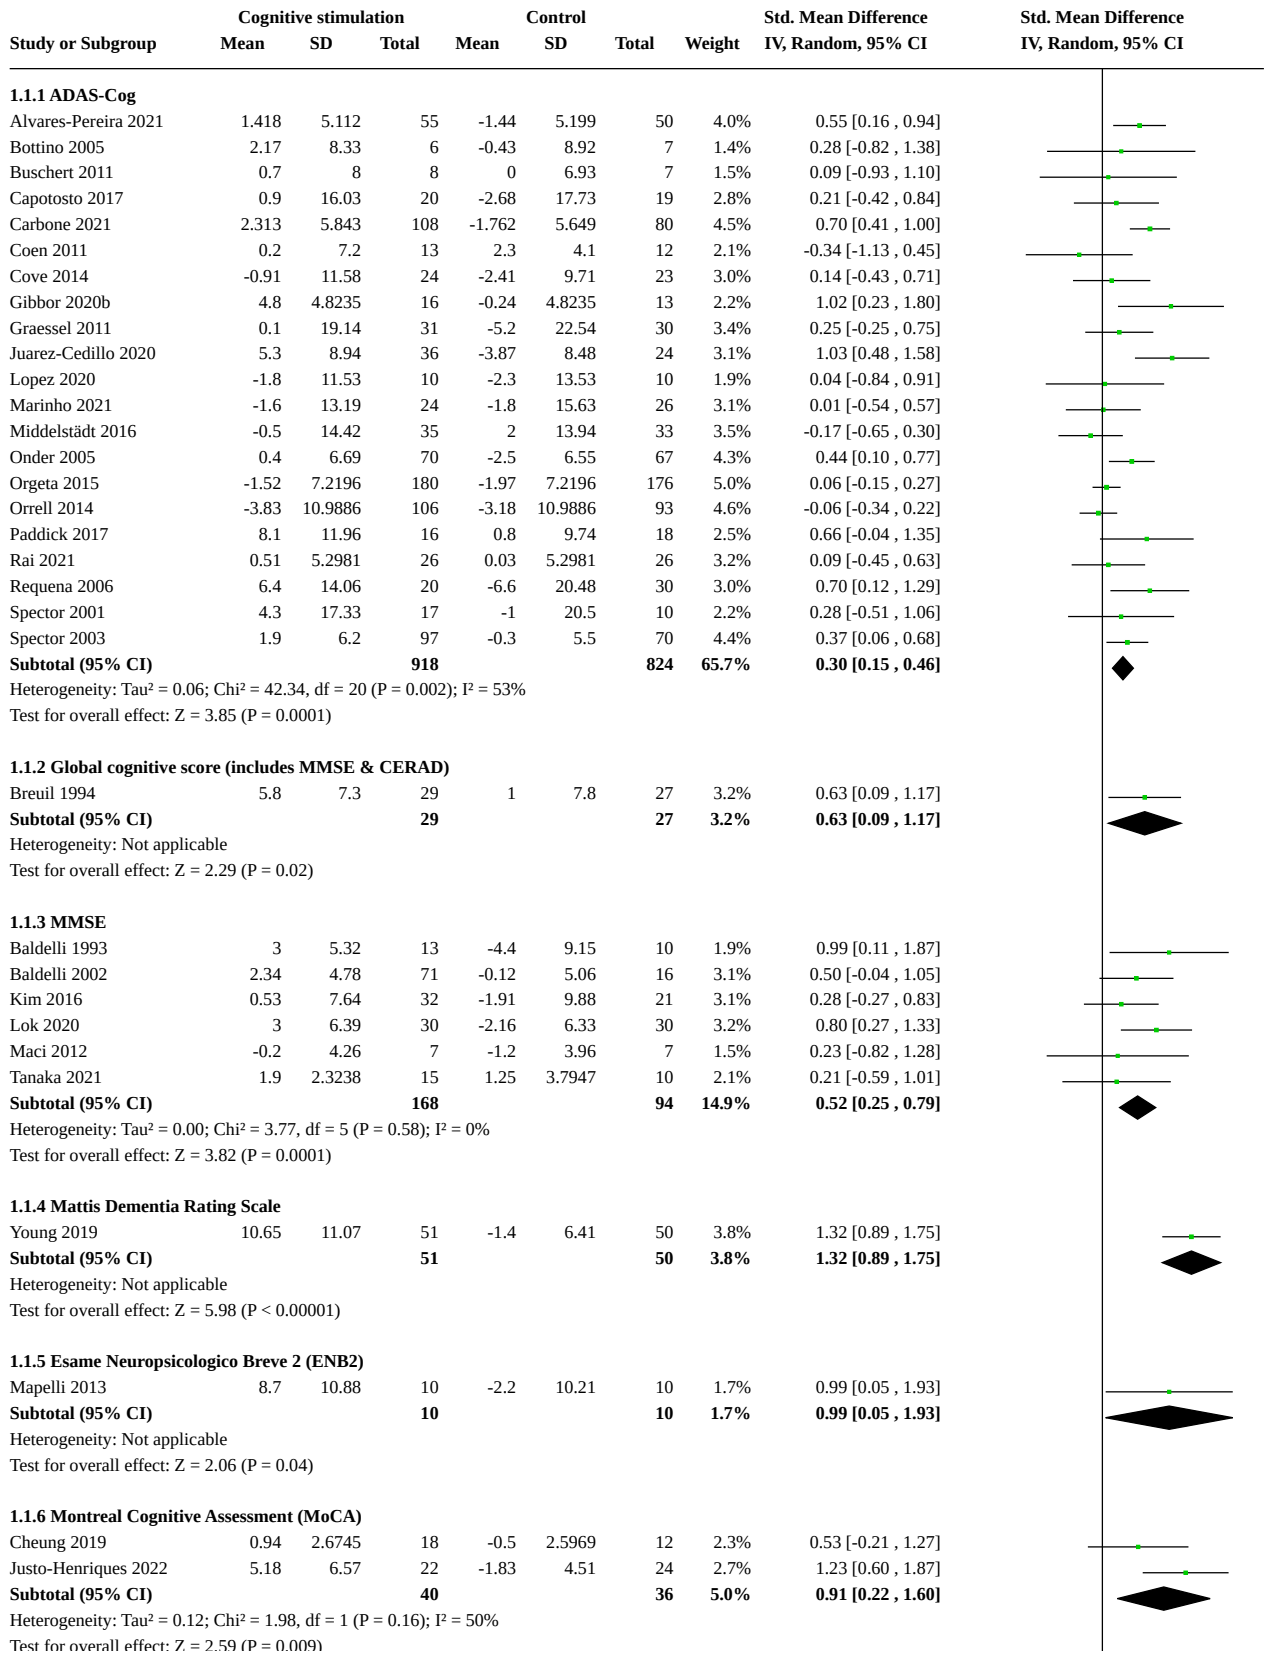 Cognitive stimulation Control Std. Mean Difference Std. Mean Difference
Study or Subgroup Mean SD Total Mean SD Total Weight IV, Random, 95% CI IV, Random, 95% CI
1.1.1 ADAS-Cog
Alvares-Pereira 2021 1.418 5.112 55 -1.44 5.199 50 4.0% 0.55 [0.16 , 0.94]
Bottino 2005 2.17 8.33 6 -0.43 8.92 7 1.4% 0.28 [-0.82 , 1.38]
Buschert 2011 0.7 8 8 0 6.93 7 1.5% 0.09 [-0.93 , 1.10]
Capotosto 2017 0.9 16.03 20 -2.68 17.73 19 2.8% 0.21 [-0.42 , 0.84]
Carbone 2021 2.313 5.843 108 -1.762 5.649 80 4.5% 0.70 [0.41 , 1.00]
Coen 2011 0.2 7.2 13 2.3 4.1 12 2.1% -0.34 [-1.13 , 0.45]
Cove 2014 -0.91 11.58 24 -2.41 9.71 23 3.0% 0.14 [-0.43 , 0.71]
Gibbor 2020b 4.8 4.8235 16 -0.24 4.8235 13 2.2% 1.02 [0.23 , 1.80]
Graessel 2011 0.1 19.14 31 -5.2 22.54 30 3.4% 0.25 [-0.25 , 0.75]
Juarez-Cedillo 2020 5.3 8.94 36 -3.87 8.48 24 3.1% 1.03 [0.48 , 1.58]
Lopez 2020 -1.8 11.53 10 -2.3 13.53 10 1.9% 0.04 [-0.84 , 0.91]
Marinho 2021 -1.6 13.19 24 -1.8 15.63 26 3.1% 0.01 [-0.54 , 0.57]
Middelstädt 2016 -0.5 14.42 35 2 13.94 33 3.5% -0.17 [-0.65 , 0.30]
Onder 2005 0.4 6.69 70 -2.5 6.55 67 4.3% 0.44 [0.10 , 0.77]
Orgeta 2015 -1.52 7.2196 180 -1.97 7.2196 176 5.0% 0.06 [-0.15 , 0.27]
Orrell 2014 -3.83 10.9886 106 -3.18 10.9886 93 4.6% -0.06 [-0.34 , 0.22]
Paddick 2017 8.1 11.96 16 0.8 9.74 18 2.5% 0.66 [-0.04 , 1.35]
Rai 2021 0.51 5.2981 26 0.03 5.2981 26 3.2% 0.09 [-0.45 , 0.63]
Requena 2006 6.4 14.06 20 -6.6 20.48 30 3.0% 0.70 [0.12 , 1.29]
Spector 2001 4.3 17.33 17 -1 20.5 10 2.2% 0.28 [-0.51 , 1.06]
Spector 2003 1.9 6.2 97 -0.3 5.5 70 4.4% 0.37 [0.06 , 0.68]
Subtotal (95% CI) 918 824 65.7% 0.30 [0.15 , 0.46]
Heterogeneity: Tau² = 0.06; Chi² = 42.34, df = 20 (P = 0.002); I² = 53%
Test for overall effect: Z = 3.85 (P = 0.0001)
1.1.2 Global cognitive score (includes MMSE & CERAD)
Breuil 1994 5.8 7.3 29 1 7.8 27 3.2% 0.63 [0.09 , 1.17]
Subtotal (95% CI) 29 27 3.2% 0.63 [0.09 , 1.17]
Heterogeneity: Not applicable
Test for overall effect: Z = 2.29 (P = 0.02)
1.1.3 MMSE
Baldelli 1993 3 5.32 13 -4.4 9.15 10 1.9% 0.99 [0.11 , 1.87]
Baldelli 2002 2.34 4.78 71 -0.12 5.06 16 3.1% 0.50 [-0.04 , 1.05]
Kim 2016 0.53 7.64 32 -1.91 9.88 21 3.1% 0.28 [-0.27 , 0.83]
Lok 2020 3 6.39 30 -2.16 6.33 30 3.2% 0.80 [0.27 , 1.33]
Maci 2012 -0.2 4.26 7 -1.2 3.96 7 1.5% 0.23 [-0.82 , 1.28]
Tanaka 2021 1.9 2.3238 15 1.25 3.7947 10 2.1% 0.21 [-0.59 , 1.01]
Subtotal (95% CI) 168 94 14.9% 0.52 [0.25 , 0.79]
Heterogeneity: Tau² = 0.00; Chi² = 3.77, df = 5 (P = 0.58); I² = 0%
Test for overall effect: Z = 3.82 (P = 0.0001)
1.1.4 Mattis Dementia Rating Scale
Young 2019 10.65 11.07 51 -1.4 6.41 50 3.8% 1.32 [0.89 , 1.75]
Subtotal (95% CI) 51 50 3.8% 1.32 [0.89 , 1.75]
Heterogeneity: Not applicable
Test for overall effect: Z = 5.98 (P < 0.00001)
1.1.5 Esame Neuropsicologico Breve 2 (ENB2)
Mapelli 2013 8.7 10.88 10 -2.2 10.21 10 1.7% 0.99 [0.05 , 1.93]
Subtotal (95% CI) 10 10 1.7% 0.99 [0.05 , 1.93]
Heterogeneity: Not applicable
Test for overall effect: Z = 2.06 (P = 0.04)
1.1.6 Montreal Cognitive Assessment (MoCA)
Cheung 2019 0.94 2.6745 18 -0.5 2.5969 12 2.3% 0.53 [-0.21 , 1.27]
Justo-Henriques 2022 5.18 6.57 22 -1.83 4.51 24 2.7% 1.23 [0.60 , 1.87]
Subtotal (95% CI) 40 36 5.0% 0.91 [0.22 , 1.60]
Heterogeneity: Tau² = 0.12; Chi² = 1.98, df = 1 (P = 0.16); I² = 50%
Test for overall effect: Z = 2.59 (P = 0.009)